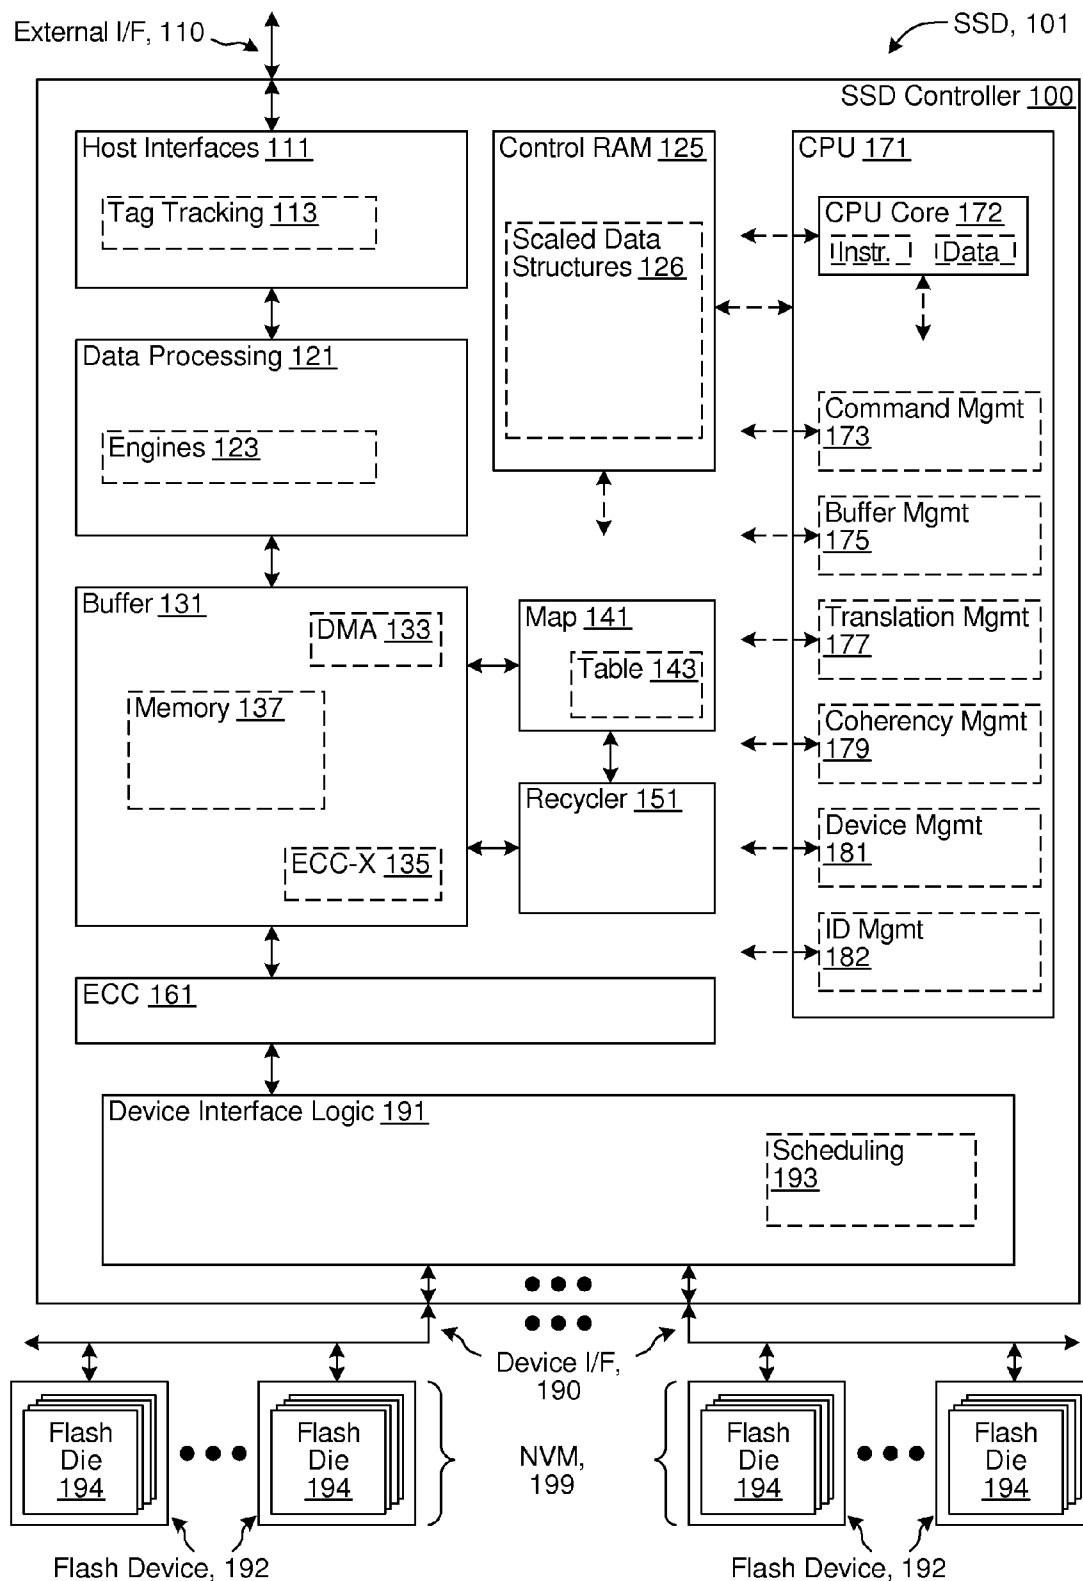 External I/F, 110
SSD, 101
SSD Controller 100
Host Interfaces 111
Tag Tracking 113
Data Processing 121
Engines 123
Buffer 131
DMA 133
Memory 137
ECC-X 135
Control RAM 125
Scaled Data
Structures 126
Map 141
Table 143
Recycler 151
CPU 171
CPU Core 172
Instr.
Data
Command Mgmt
173
Buffer Mgmt
175
Translation Mgmt
177
Coherency Mgmt
179
Device Mgmt
181
ID Mgmt
182
ECC 161
Device Interface Logic 191
Scheduling
193
Device I/F,
190
Flash
Die
194
Flash
Die
194
NVM,
199
Flash
Die
194
Flash
Die
194
Flash Device, 192
Flash Device, 192